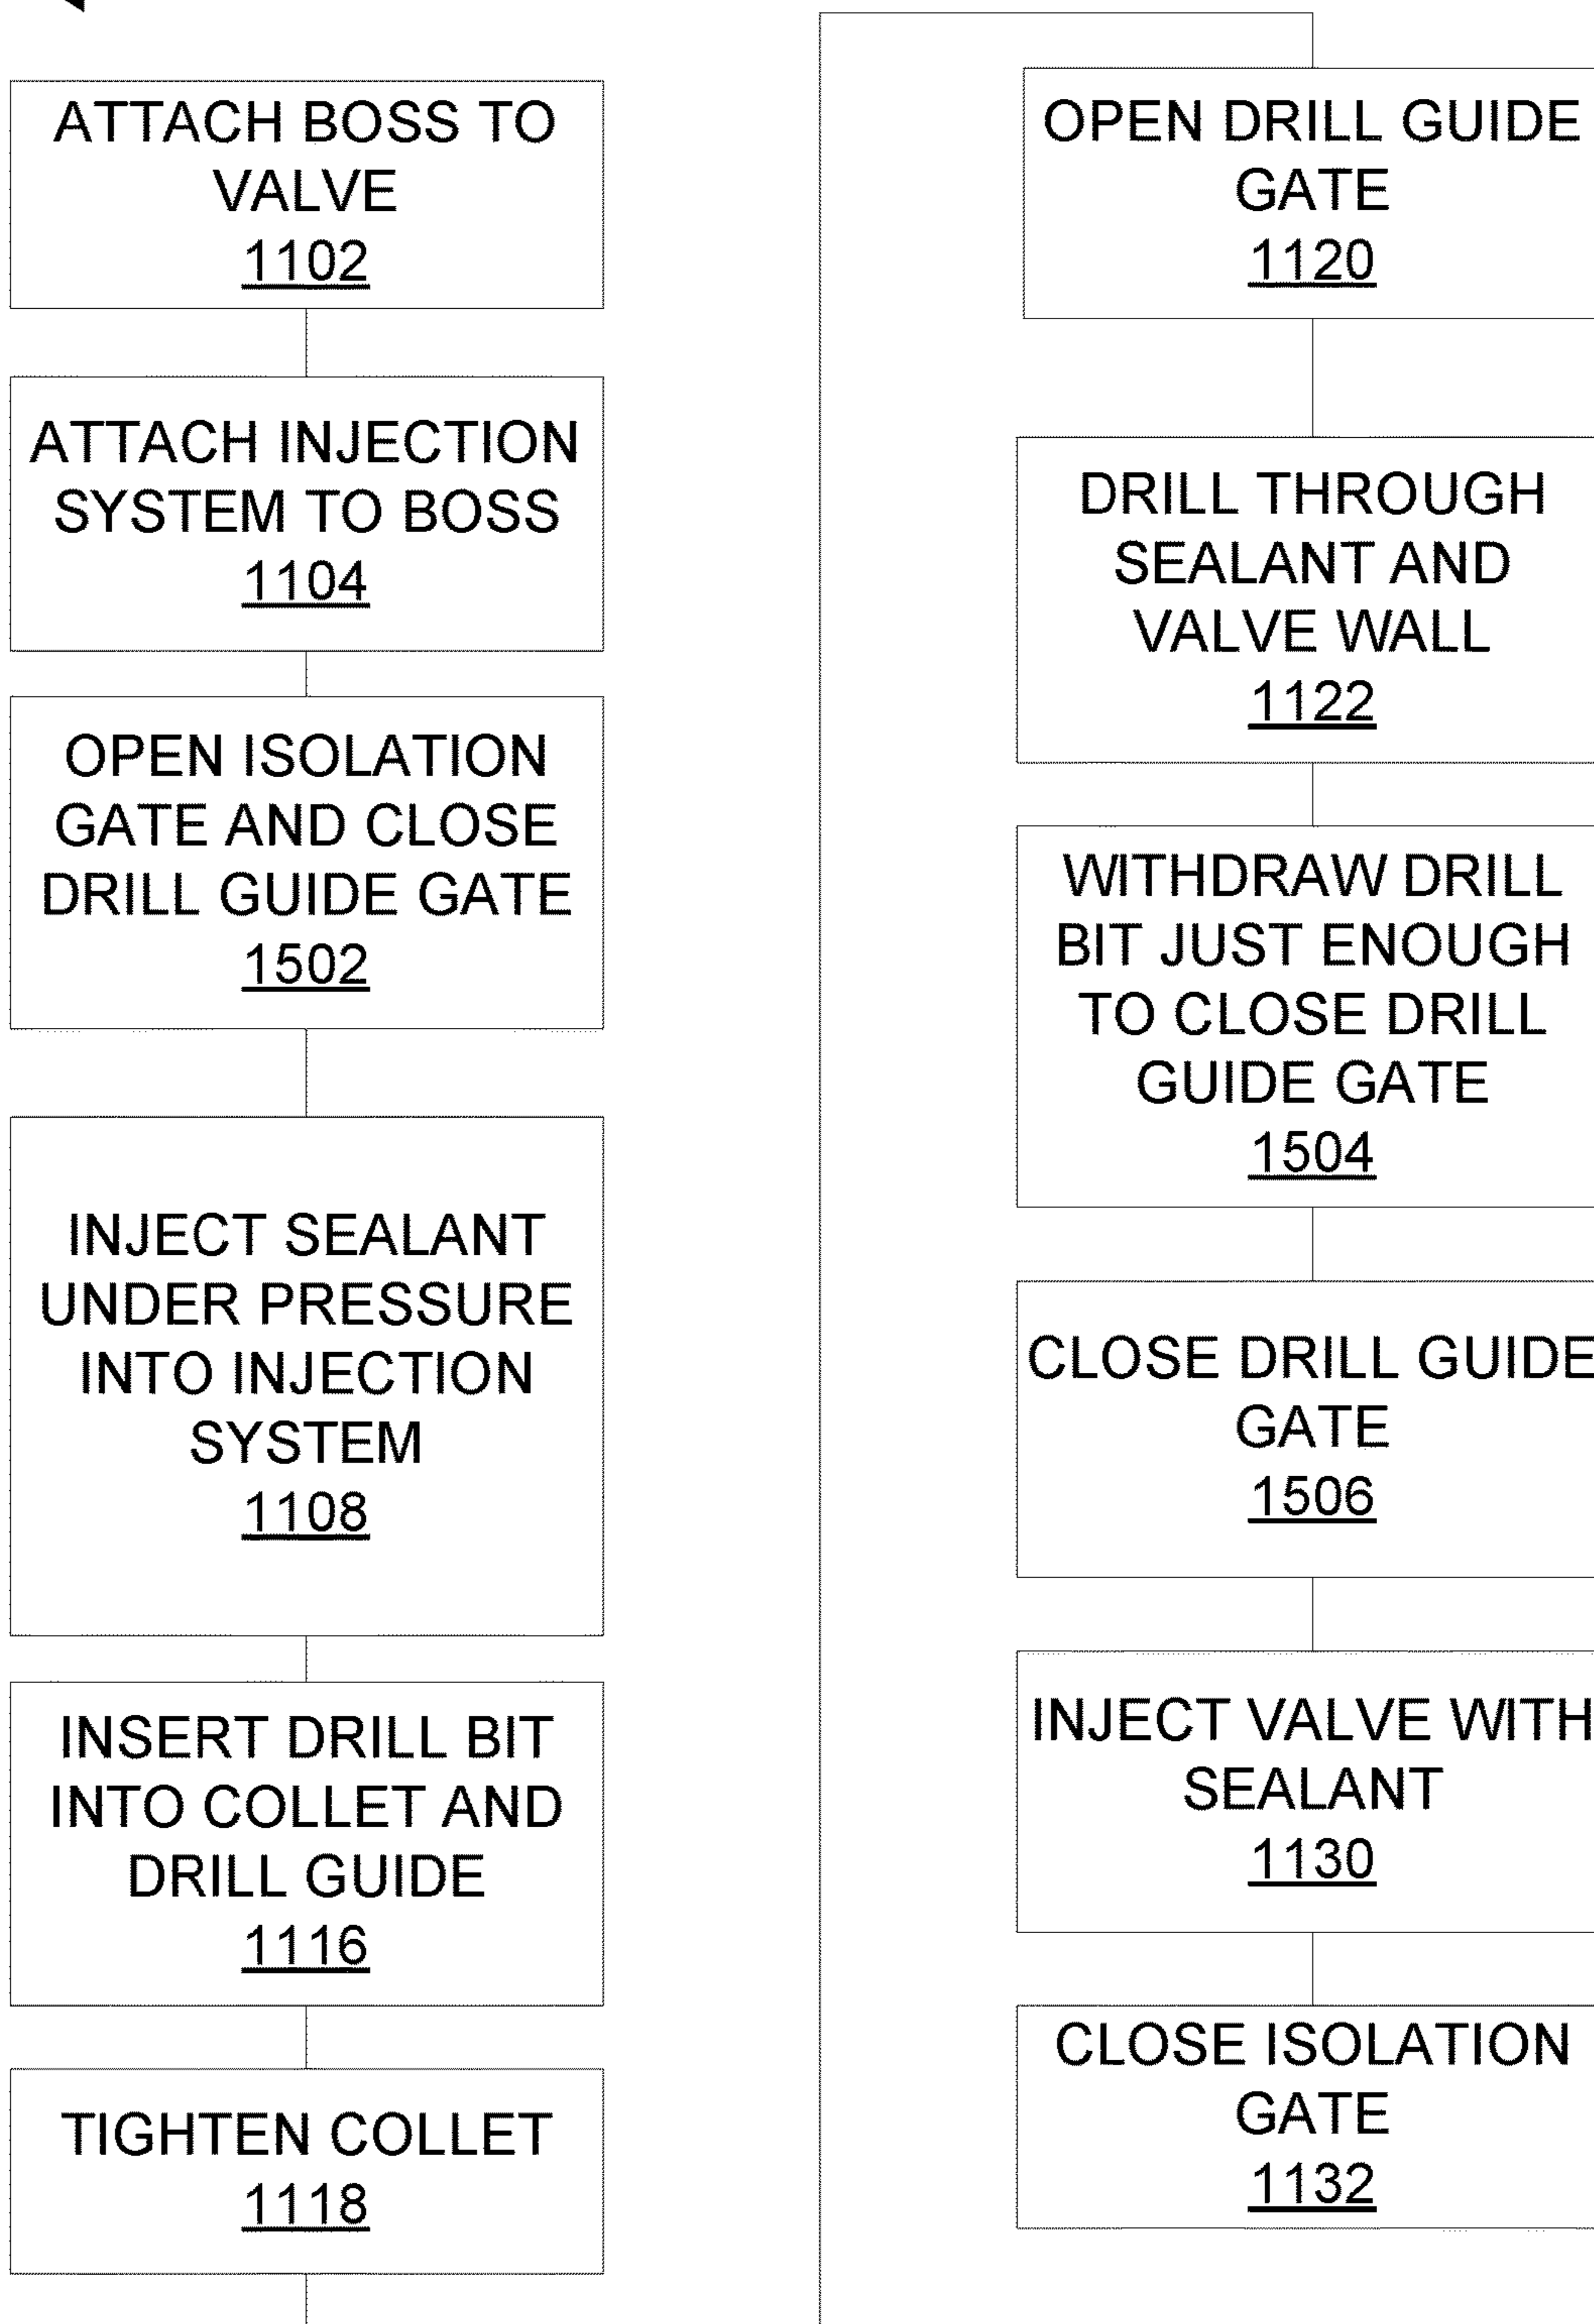 ATTACH BOSS TO
VALVE
1102
ATTACH INJECTION
SYSTEM TO BOSS
1104
OPEN ISOLATION
GATE AND CLOSE
DRILL GUIDE GATE
1502
INJECT SEALANT
UNDER PRESSURE
INTO INJECTION
SYSTEM
1108
INSERT DRILL BIT
INTO COLLET AND
DRILL GUIDE
1116
TIGHTEN COLLET
1118
OPEN DRILL GUIDE
GATE
1120
DRILL THROUGH
SEALANT AND
VALVE WALL
1122
WITHDRAW DRILL
BIT JUST ENOUGH
TO CLOSE DRILL
GUIDE GATE
1504
CLOSE DRILL GUIDE
GATE
1506
INJECT VALVE WITH
SEALANT
1130
CLOSE ISOLATION
GATE
1132